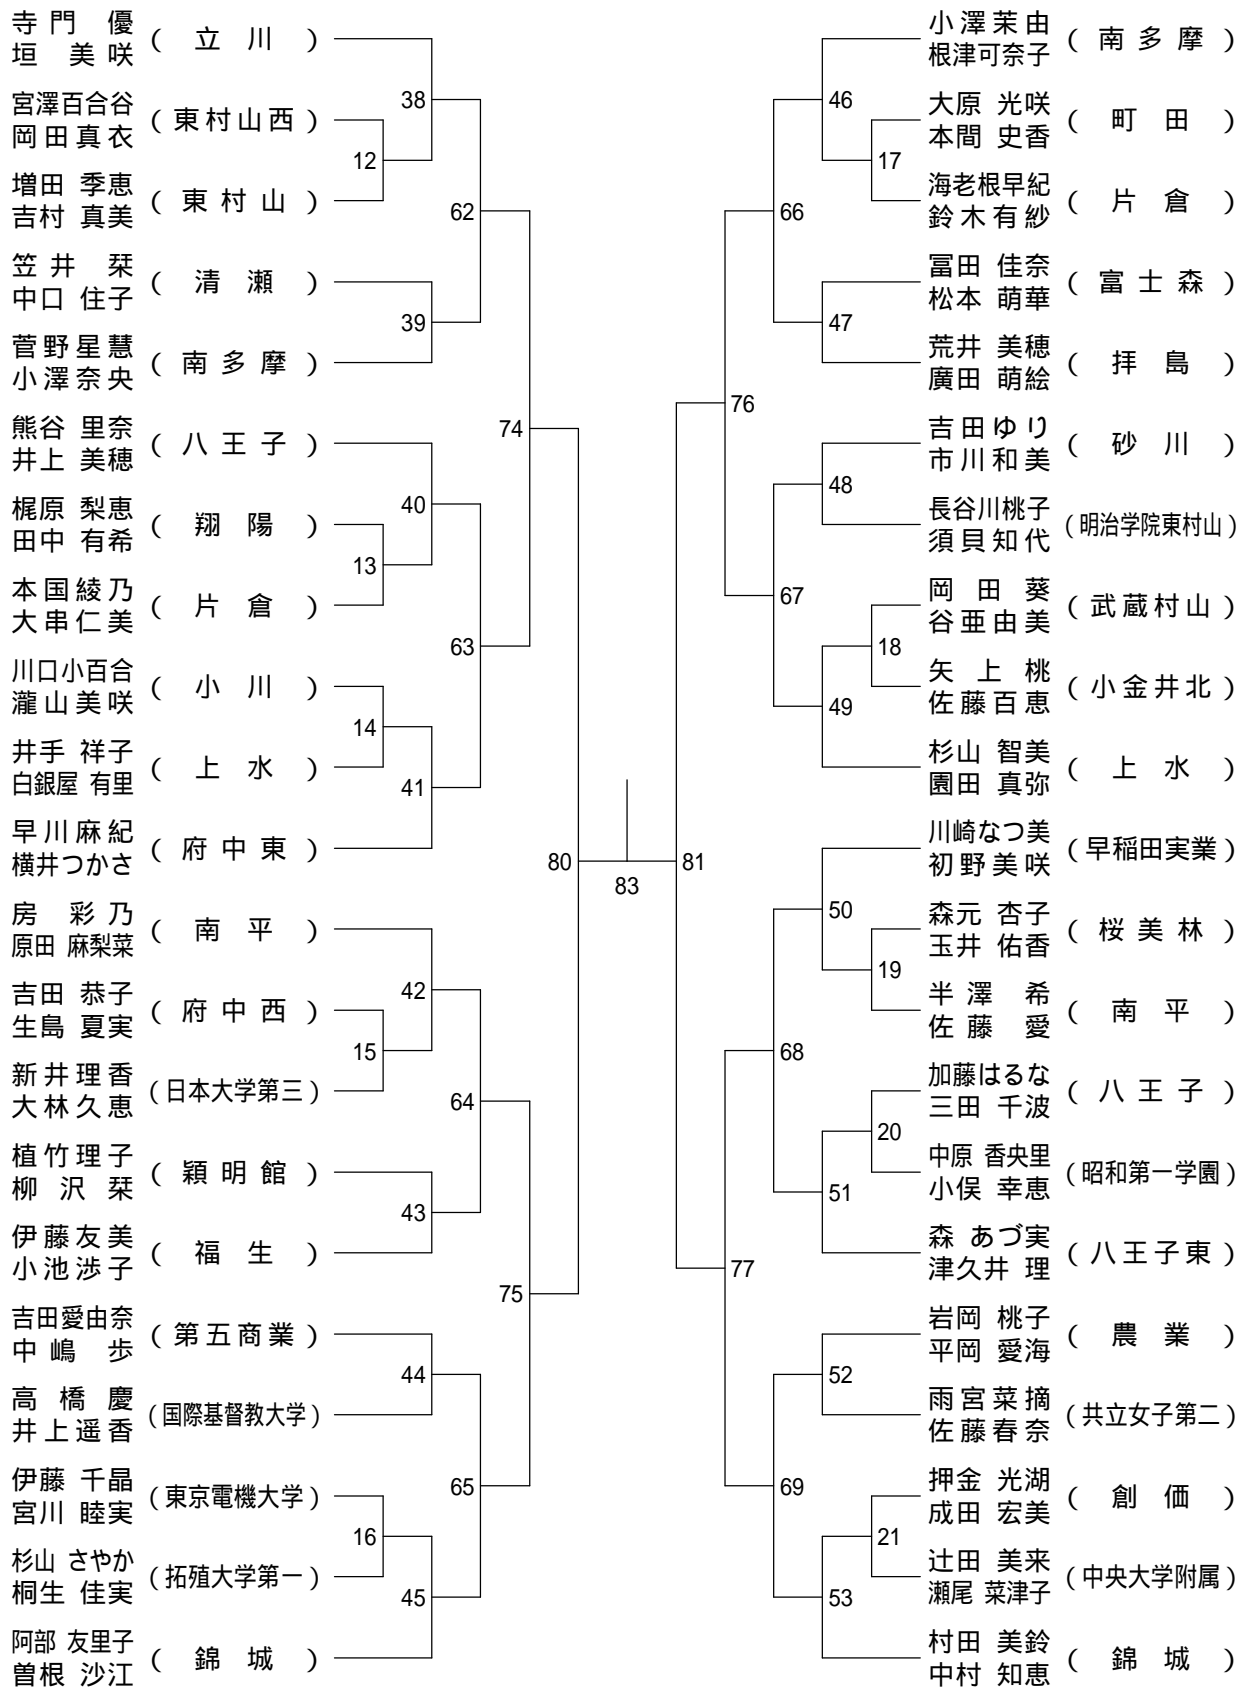 寺門 優
垣 美咲 ( 立川 )
宮澤百合谷
岡田真衣 ( 東村山西 )
増田 季恵
吉村 真美 ( 東村山 )
笠井 栞
中口 住子 ( 清瀬 )
菅野星慧
小澤奈央 ( 南多摩 )
熊谷 里奈
井上 美穂 ( 八王子 )
梶原 梨恵
田中 有希 ( 翔陽 )
本国綾乃
大串仁美 ( 片倉 )
川口小百合
瀧山美咲 ( 小川 )
井手 祥子
白銀屋 有里 ( 上水 )
早川麻紀
横井つかさ ( 府中東 )
房 彩乃
原田 麻梨菜 ( 南平 )
吉田 恭子
生島 夏実 ( 府中西 )
新井理香
大林久恵 ( 日本大学第三 )
植竹理子
柳沢栞 ( 穎明館 )
伊藤友美
小池渉子 ( 福生 )
吉田愛由奈
中嶋 歩 ( 第五商業 )
高橋慶
井上遥香 ( 国際基督教大学 )
伊藤 千晶
宮川 睦実 ( 東京電機大学 )
杉山 さやか
桐生 佳実 ( 拓殖大学第一 )
阿部 友里子
曽根 沙江 ( 錦城 )
38
12
62
39
74
40
13
63
14
41
80
42
15
64
43
75
44
65
16
45
83
81
46
17
66
47
76
48
67
18
49
50
19
68
20
51
77
52
69
21
53
小澤茉由
根津可奈子 ( 南多摩 )
大原 光咲
本間 史香 ( 町田 )
海老根早紀
鈴木有紗 ( 片倉 )
冨田 佳奈
松本 萌華 ( 富士森 )
荒井 美穂
廣田 萌絵 ( 拝島 )
吉田ゆり
市川和美 ( 砂川 )
長谷川桃子
須貝知代 ( 明治学院東村山 )
岡田葵
谷亜由美 ( 武蔵村山 )
矢上桃
佐藤百恵 ( 小金井北 )
杉山 智美
園田 真弥 ( 上水 )
川崎なつ美
初野美咲 ( 早稲田実業 )
森元 杏子
玉井 佑香 ( 桜美林 )
半澤 希
佐藤 愛 ( 南平 )
加藤はるな
三田 千波 ( 八王子 )
中原 香央里
小俣 幸恵 ( 昭和第一学園 )
森 あづ実
津久井 理 ( 八王子東 )
岩岡 桃子
平岡 愛海 ( 農業 )
雨宮菜摘
佐藤春奈 ( 共立女子第二 )
押金 光湖
成田 宏美 ( 創価 )
辻田 美来
瀬尾 菜津子 ( 中央大学附属 )
村田 美鈴
中村 知恵 ( 錦城 )